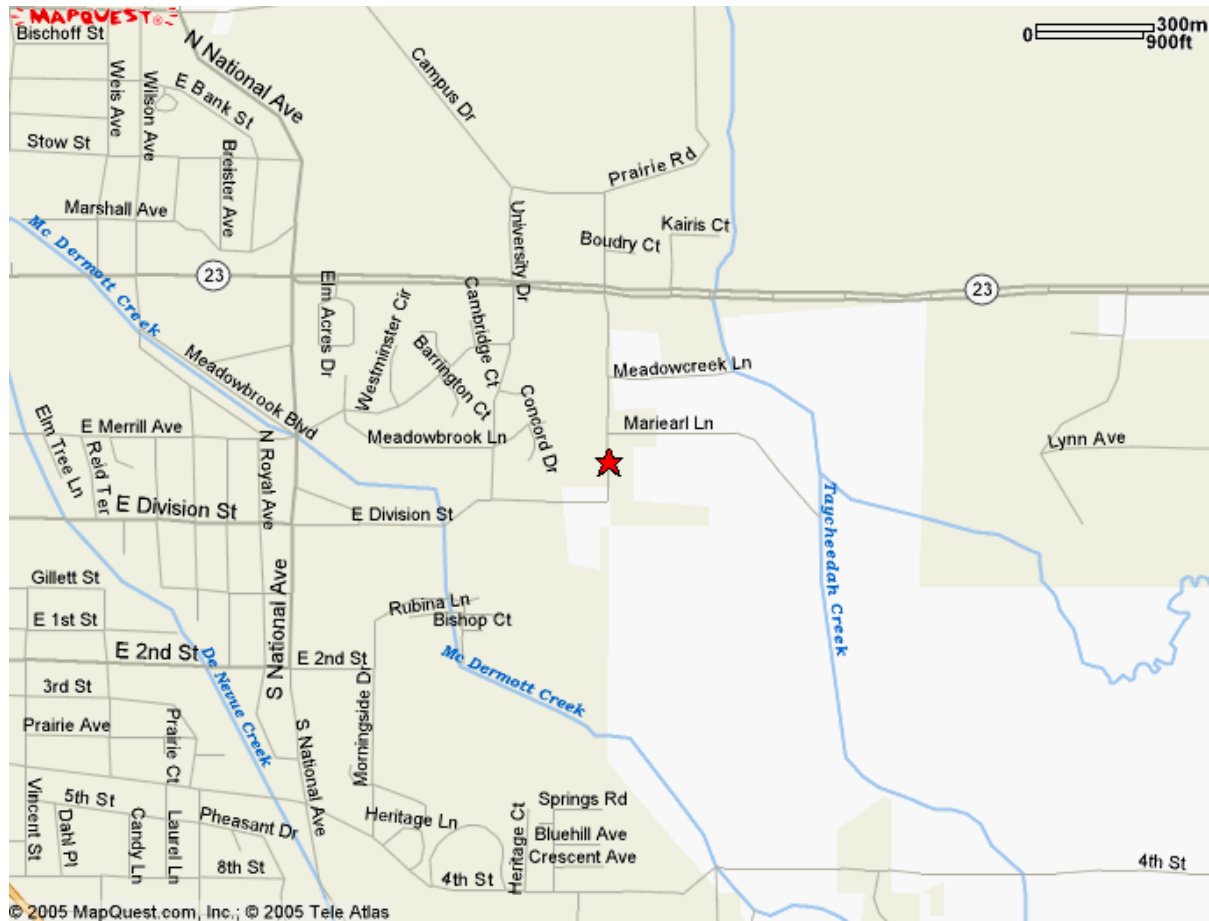 MAPQUEST
300m
0
900ft
Bischoff St
N National Ave
Campus Dr
Weis Ave
Wilson Ave
E Bank St
Stow St
Breister Ave
Prairie Rd
Marshall Ave
University Dr
Kairis Ct
Boudry Ct
Mc Dermott Creek
23
23
Elm Acres Dr
Westminster Cir
Cambridge Ct
Barrington Ct
Meadowbrook Blvd
Meadowcreek Ln
Concord Dr
Elm Tree Ln
E Merrill Ave
Reid Ter
N Royal Ave
Meadowbrook Ln
Mariearl Ln
Lynn Ave
E Division St
E Division St
Taycheedah Creek
Gillett St
S National Ave
Rubina Ln
E 1st St
Bishop Ct
E 2nd St
E 2nd St
De Nevue Creek
Mc Dermott Creek
3rd St
Morningside Dr
Prairie Ave
Prairie Ct
S National Ave
Vincent St
5th St
Dahl Pl
Candy Ln
Laurel Ln
Pheasant Dr
Heritage Ln
Heritage Ct
Springs Rd
Bluehill Ave
Crescent Ave
8th St
4th St
4th St
© 2005 MapQuest.com, Inc.; © 2005 Tele Atlas